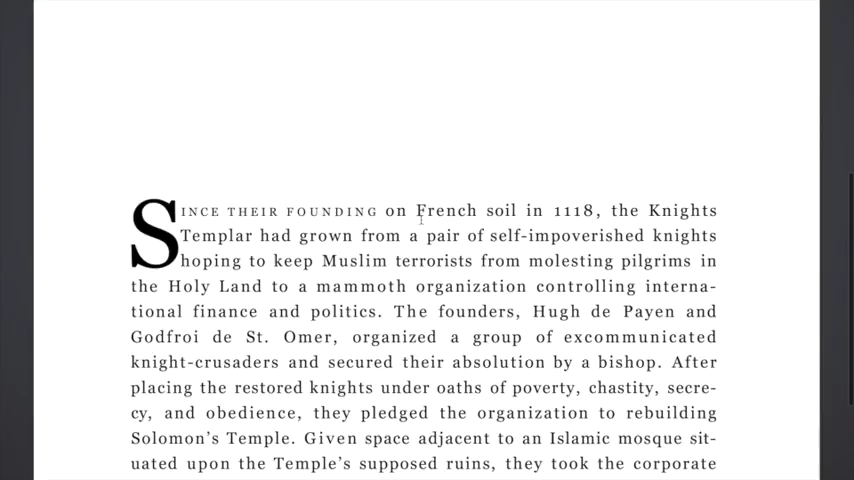 SINCE THEIR FOUNDING on French soil in 1118, the Knights
Templar had grown from a pair of self-impoverished knights
hoping to keep Muslim terrorists from molesting pilgrims in
the Holy Land to a mammoth organization controlling interna-
tional finance and politics. The founders, Hugh de Payen and
Godfroi de St. Omer, organized a group of excommunicated
knight-crusaders and secured their absolution by a bishop. After
placing the restored knights under oaths of poverty, chastity, secre-
cy, and obedience, they pledged the organization to rebuilding
Solomon's Temple. Given space adjacent to an Islamic mosque sit-
uated upon the Temple's supposed ruins, they took the corporate